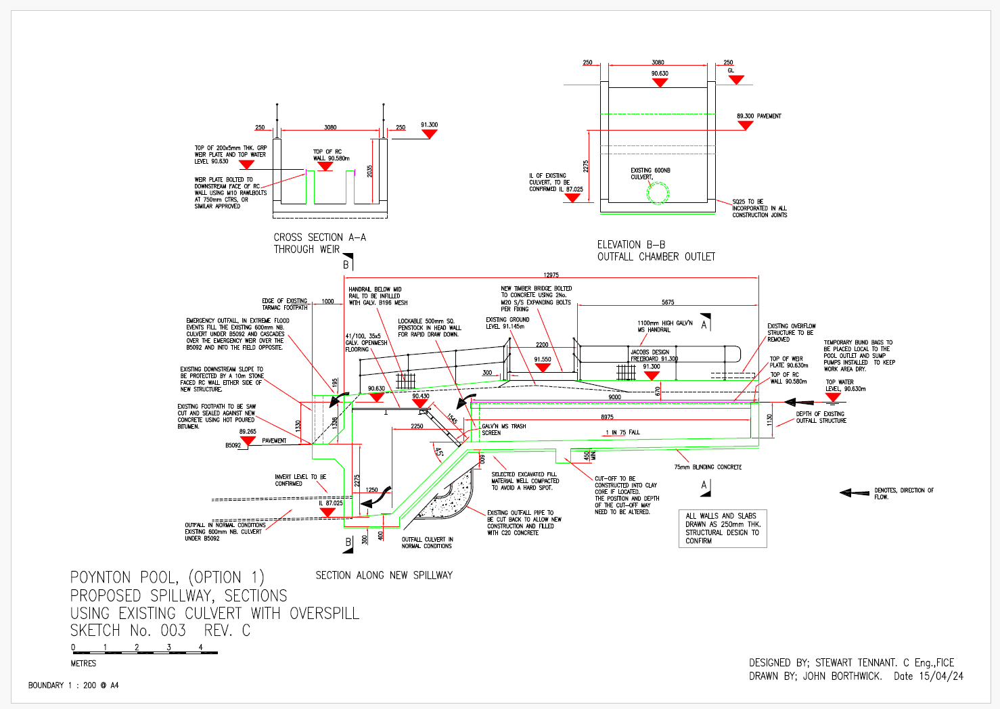 250
3080
250
91.300
TOP OF 200x5mm THK. GRP
WEIR PLATE AND TOP WATER
LEVEL 90.630
TOP OF RC
WALL 90.580m
2035
WEIR PLATE BOLTED TO
DOWNSTREAM FACE OF RC
WALL USING M10 RAWLBOLTS
AT 750mm CTRS, OR
SIMILAR APPROVED
CROSS SECTION A-A
THROUGH WEIR
250
3080
250
90.630
GL
89.300 PAVEMENT
2275
IL OF EXISTING
CULVERT, TO BE
CONFIRMED IL 87.025
EXISTING 600NB
CULVERT,
SQ25 TO BE
INCORPORATED IN ALL
CONSTRUCTION JOINTS
ELEVATION B-B
OUTFALL CHAMBER OUTLET
B
12975
EDGE OF EXISTING
TARMAC FOOTPATH
1000
HANDRAIL BELOW MID
RAIL TO BE INFILLED
WITH GALV. B196 MESH
NEW TIMBER BRIDGE BOLTED
TO CONCRETE USING 2No.
M20 S/S EXPANDING BOLTS
PER FIXING
5675
EMERGENCY OUTFALL, IN EXTREME FLOOD
EVENTS FILL THE EXISTING 600mm NB.
CULVERT UNDER B5092 AND CASCADES
OVER THE EMERGENCY WEIR OVER THE
B5092 AND INTO THE FIELD OPPOSITE.
LOCKABLE 500mm SQ.
PENSTOCK IN HEAD WALL
FOR RAPID DRAW DOWN.
EXISTING GROUND
LEVEL 91.145m
1100mm HIGH GALV'N
MS HANDRAIL
A
EXISTING OVERFLOW
STRUCTURE TO BE
REMOVED
41/100, 35x5
GALV. OPENMESH
FLOORING
2200
91.550
JACOBS DESIGN
FREEBOARD 91.300
91.300
TEMPORARY BUND BAGS TO
BE PLACED LOCAL TO THE
POOL OUTLET AND SUMP
PUMPS INSTALLED TO KEEP
WORK AREA DRY.
TOP OF WEIR
PLATE 90.630m
TOP OF RC
WALL 90.580m
TOP WATER
LEVEL, 90.630m
EXISTING DOWNSTREAM SLOPE TO
BE PROTECTED BY A 10m STONE
FACED RC WALL EITHER SIDE OF
NEW STRUCTURE.
195
300
90.630
90.430
670
9000
EXISTING FOOTPATH TO BE SAW
CUT AND SEALED AGAINST NEW
CONCRETE USING HOT POURED
BITUMEN.
1330
1328
1545
8975
1130
DEPTH OF EXISTING
OUTFALL STRUCTURE
2250
GALV'N MS TRASH
SCREEN
1 IN 75 FALL
89.265
B5092
PAVEMENT
45°
600
450
MIN.
75mm BLINDING CONCRETE
INVERT LEVEL TO BE
CONFIRMED
2275
1250
SELECTED EXCAVATED FILL
MATERIAL WELL COMPACTED
TO AVOID A HARD SPOT.
CUT-OFF TO BE
CONSTRUCTED INTO CLAY
CORE IF LOCATED.
THE POSITION AND DEPTH
OF THE CUT-OFF MAY
NEED TO BE ALTERED.
A
DENOTES, DIRECTION OF
FLOW.
IL 87.025
OUTFALL IN NORMAL CONDITIONS
EXISTING 600mm NB. CULVERT
UNDER B5092
EXISTING OUTFALL PIPE TO
BE CUT BACK TO ALLOW NEW
CONSTRUCTION AND FILLED
WITH C20 CONCRETE
B
300
400
OUTFALL CULVERT IN
NORMAL CONDITIONS
ALL WALLS AND SLABS
DRAWN AS 250mm THK.
STRUCTURAL DESIGN TO
CONFIRM
SECTION ALONG NEW SPILLWAY
POYNTON POOL, (OPTION 1)
PROPOSED SPILLWAY, SECTIONS
USING EXISTING CULVERT WITH OVERSPILL
SKETCH No. 003 REV. C
0 1 2 3 4
METRES
BOUNDARY 1 : 200 @ A4
DESIGNED BY; STEWART TENNANT. C Eng.,FICE
DRAWN BY; JOHN BORTHWICK. Date 15/04/24